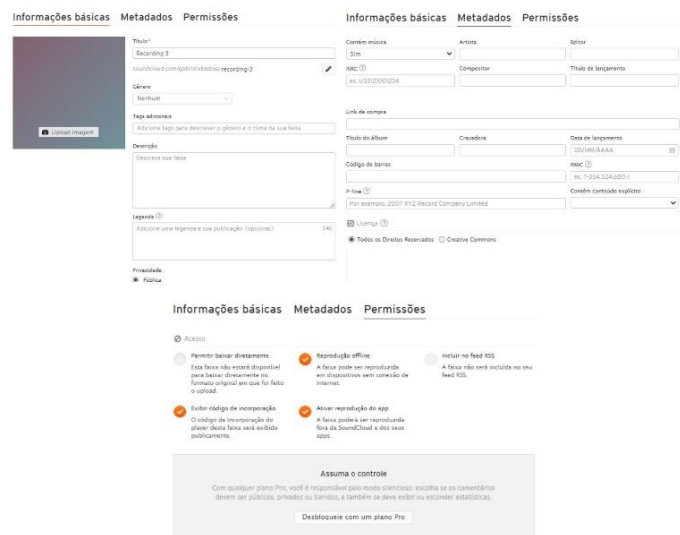 Informações básicas Metadados Permissões
Upload imagem
Título*
Recording 3
soundcloud.com/gabrielvbastos/ recording-3
Gênero
Nenhum
Tags adicionais
Adicione tags para descrever o gênero e o clima da sua faixa
Descrição
Descreva sua faixa
Legenda
Adicione uma legenda a sua publicação (opcional)
140
Privacidade:
Pública
Informações básicas Metadados Permissões
Contém música Artista Editor
Sim
ISRC Compositor Título de lançamento
ex. USS1Z1001234
Link de compra
Título do álbum Gravadora Data de lançamento
DD/MM/AAAA
Código de barras ISWC
ex. T-034.524.680-1
P-line Contém conteúdo explícito
Por exemplo, 2007 XYZ Record Company Limited
Licença
Todos os Direitos Reservados Creative Commons
Informações básicas Metadados Permissões
Acesso
Permitir baixar diretamente
Esta faixa não estará disponível
para baixar diretamente no
formato original em que foi feito
o upload.
Reprodução offline
A faixa pode ser reproduzida
em dispositivos sem conexão de
internet.
Incluir no feed RSS
A faixa não será incluída no seu
feed RSS.
Exibir código de incorporação
O código de incorporação do
player desta faixa será exibido
publicamente.
Ativar reprodução do app
A faixa poderá ser reproduzida
fora da SoundCloud e dos seus
apps.
Assuma o controle
Com qualquer plano Pro, você é responsável pelo modo silencioso: escolha se os comentários
devem ser públicos, privados ou banidos, e também se deve exibir ou esconder estatísticas.
Desbloqueie com um plano Pro